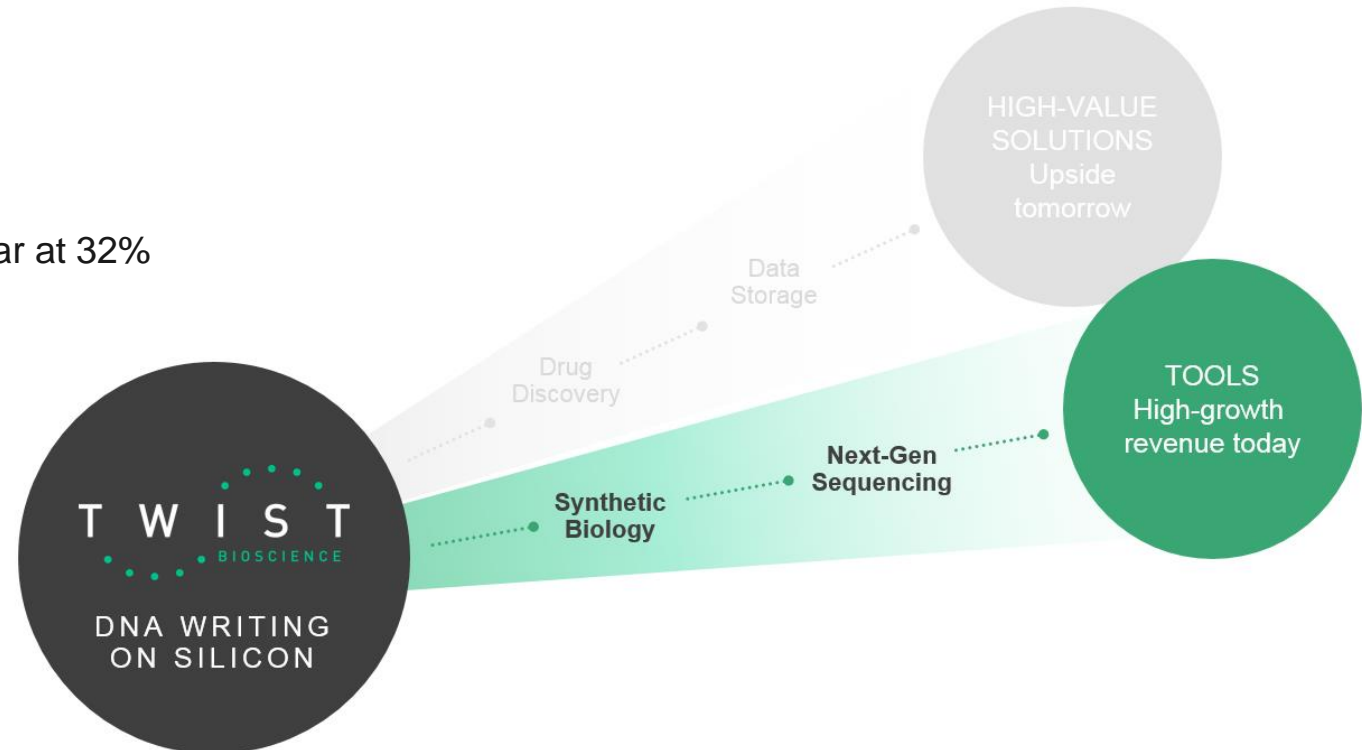 HIGH-VALUE
SOLUTIONS
Upside
tomorrow
ar at 32%
Data
Storage
Drug
Discovery
TOOLS
High-growth
revenue today
Next-Gen
Sequencing
Synthetic
Biology
TWIST
BIOSCIENCE
DNA WRITING
ON SILICON